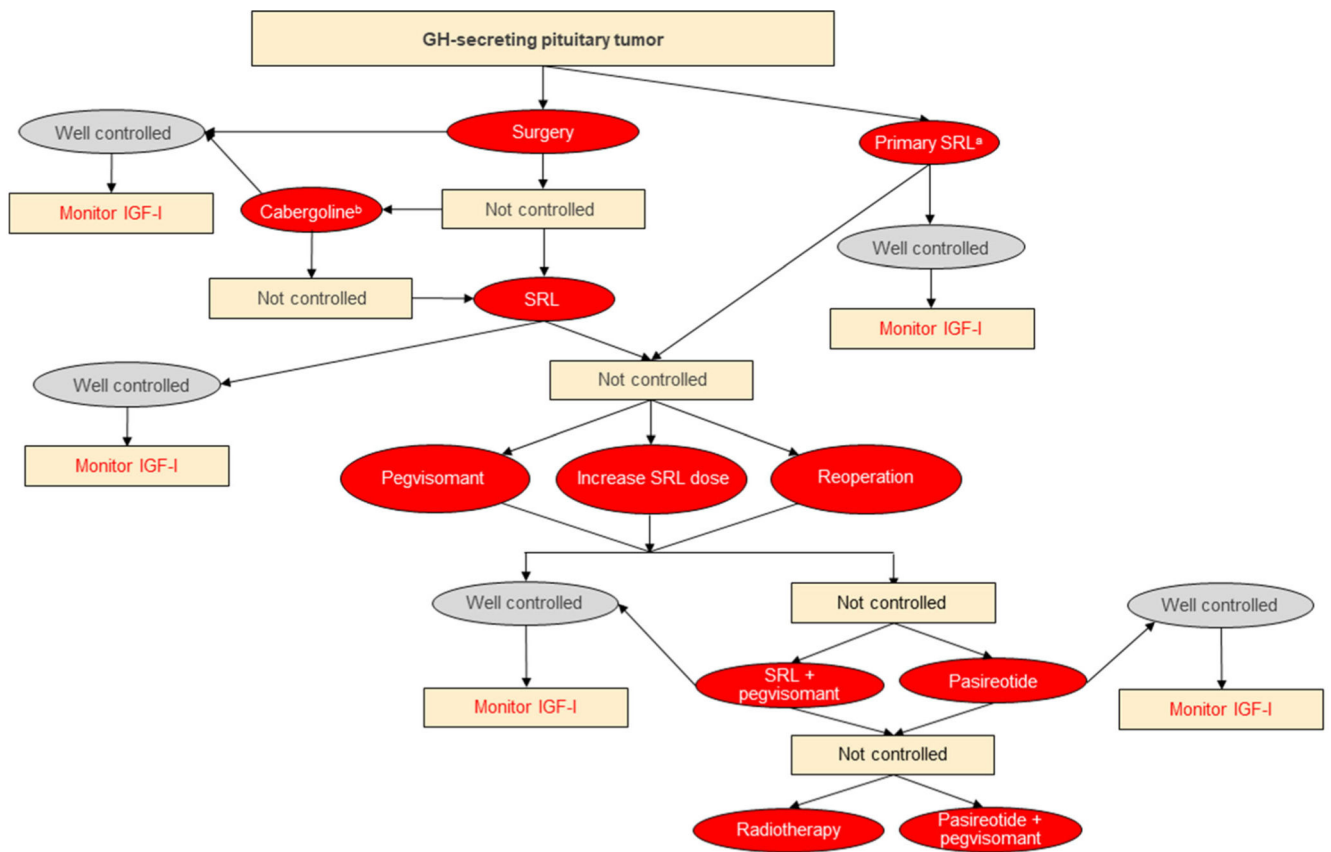 GH-secreting pituitary tumor
Well controlled
Surgery
Primary SRLᵃ
Monitor IGF-I
Cabergolineᵇ
Not controlled
Well controlled
Not controlled
SRL
Monitor IGF-I
Well controlled
Not controlled
Monitor IGF-I
Pegvisomant
Increase SRL dose
Reoperation
Well controlled
Not controlled
Well controlled
SRL +
pegvisomant
Pasireotide
Monitor IGF-I
Monitor IGF-I
Not controlled
Radiotherapy
Pasireotide +
pegvisomant